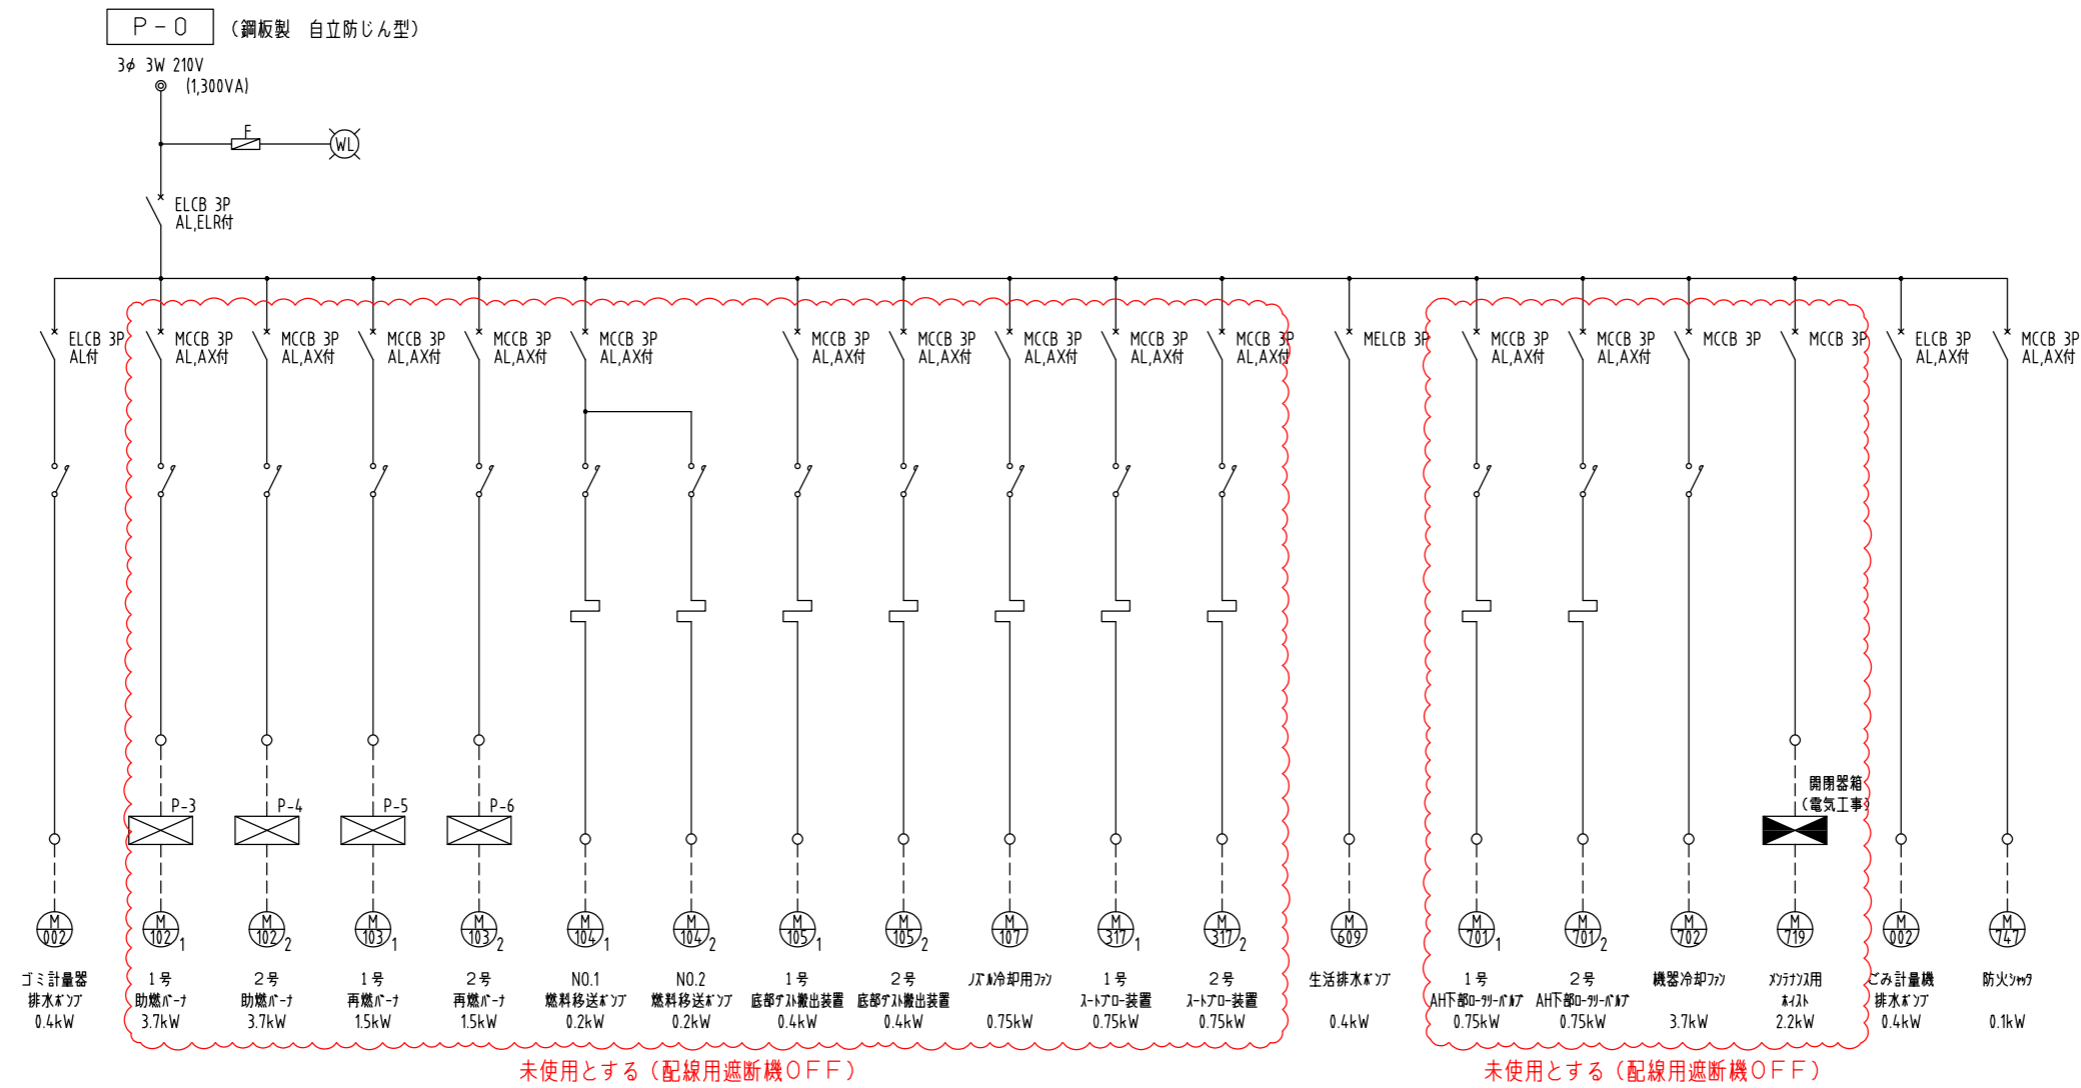 P-0 (鋼板製 自立防じん型)
3φ 3W 210V
(1,300VA)
F
WL
ELCB 3P
AL,ELR付
ELCB 3P
AL付
MCCB 3P
AL,AX付
MCCB 3P
AL,AX付
MCCB 3P
AL,AX付
MCCB 3P
AL,AX付
MCCB 3P
AL,AX付
MCCB 3P
AL,AX付
MCCB 3P
AL,AX付
MCCB 3P
AL,AX付
MCCB 3P
AL,AX付
MCCB 3P
AL,AX付
MELCB 3P
MCCB 3P
AL,AX付
MCCB 3P
AL,AX付
MCCB 3P
MCCB 3P
ELCB 3P
AL,AX付
MCCB 3P
AL,AX付
P-3
P-4
P-5
P-6
開閉器箱
(電気工事)
M
002
ゴミ計量器
排水ポンプ
0.4kW
M
102 1
1号
助燃バーナ
3.7kW
M
102 2
2号
助燃バーナ
3.7kW
M
103 1
1号
再燃バーナ
1.5kW
M
103 2
2号
再燃バーナ
1.5kW
M
104 1
NO.1
燃料移送ポンプ
0.2kW
M
104 2
NO.2
燃料移送ポンプ
0.2kW
M
105 1
1号
底部ダスト搬出装置
0.4kW
M
105 2
2号
底部ダスト搬出装置
0.4kW
M
107
ノズル冷却用ファン
0.75kW
M
317 1
1号
スートブロー装置
0.75kW
M
317 2
2号
スートブロー装置
0.75kW
M
609
生活排水ポンプ
0.4kW
M
701 1
1号
AH下部ロータリーバルブ
0.75kW
M
701 2
2号
AH下部ロータリーバルブ
0.75kW
M
702
機器冷却ファン
3.7kW
M
719
メンテナンス用
ホイスト
2.2kW
M
002
ごみ計量機
排水ポンプ
0.4kW
M
747
防火シャッタ
0.1kW
未使用とする(配線用遮断機OFF)
未使用とする(配線用遮断機OFF)